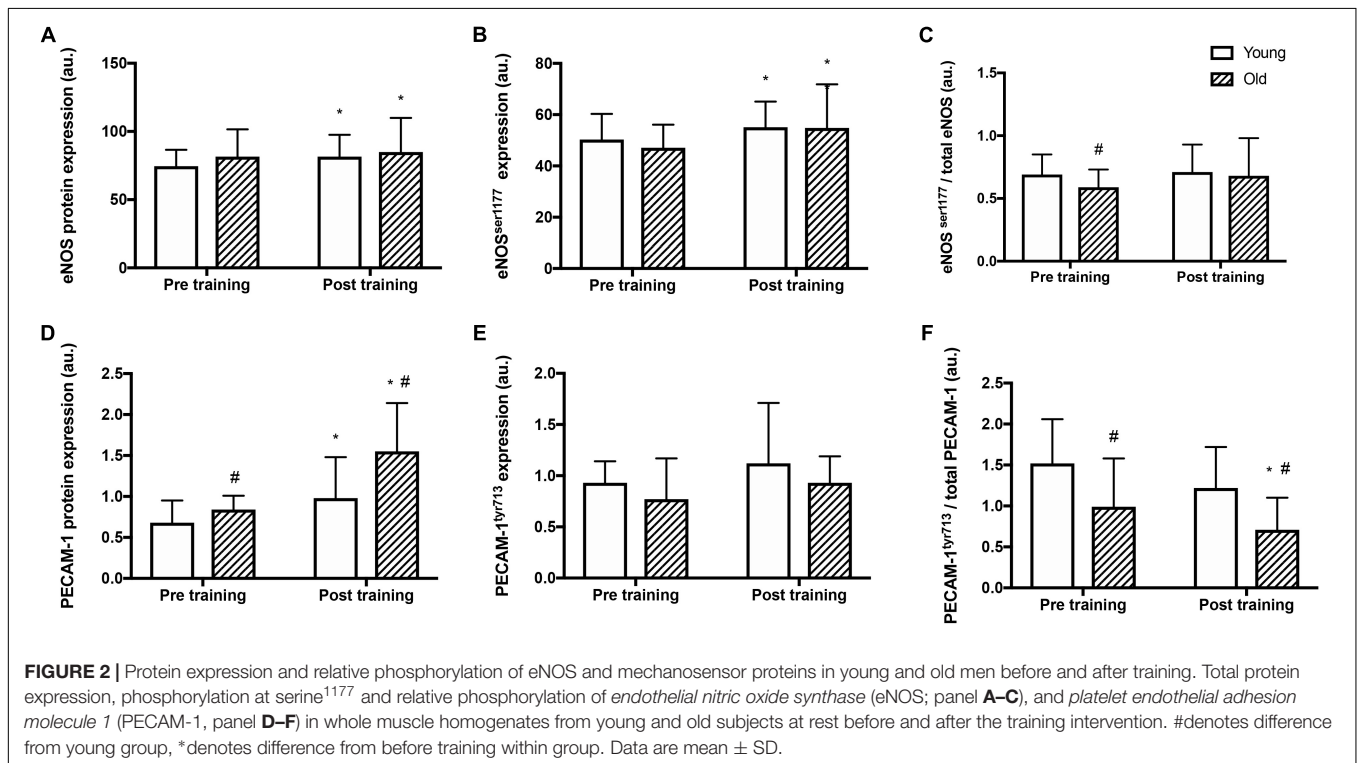 A
eNOS protein expression (au.)
150
100
50
0
*
*
Pre training
Post training
B
eNOSser1177 expression (au.)
80
60
40
20
0
*
*
*
Pre training
Post training
C
Young
Old
eNOS ser1177 / total eNOS (au.)
1.5
1.0
0.5
0.0
#
Pre training
Post training
D
PECAM-1 protein expression (au.)
2.5
2.0
1.5
1.0
0.5
0.0
#
*
* #
Pre training
Post training
E
PECAM-1tyr713 expression (au.)
2.0
1.5
1.0
0.5
0.0
Pre training
Post training
F
PECAM-1tyr713 / total PECAM-1 (au.)
2.5
2.0
1.5
1.0
0.5
0.0
#
* #
Pre training
Post training
FIGURE 2 | Protein expression and relative phosphorylation of eNOS and mechanosensor proteins in young and old men before and after training. Total protein
expression, phosphorylation at serine1177 and relative phosphorylation of endothelial nitric oxide synthase (eNOS; panel A–C), and platelet endothelial adhesion
molecule 1 (PECAM-1, panel D–F) in whole muscle homogenates from young and old subjects at rest before and after the training intervention. #denotes difference
from young group, *denotes difference from before training within group. Data are mean ± SD.